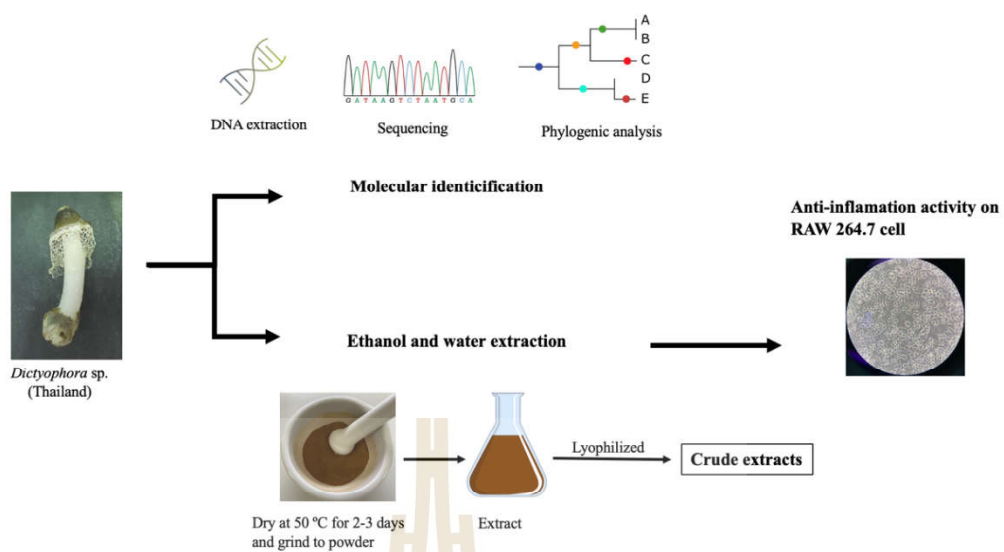 A
B
C
D
E
GATAAGTCTAATGCA
DNA extraction
Sequencing
Phylogenic analysis
Molecular identicification
Anti-inflamation activity on
RAW 264.7 cell
Ethanol and water extraction
Dictyophora sp.
(Thailand)
Lyophilized
Crude extracts
Dry at 50 ºC for 2-3 days
and grind to powder
Extract